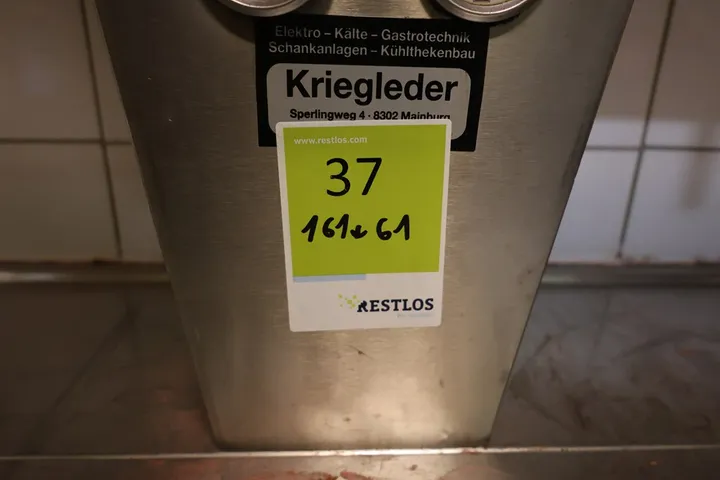 Elektro – Kälte – Gastrotechnik
Schankanlagen – Kühlthekenbau
Kriegleder
Sperlingweg 4 · 8302 Mainburg
www.restlos.com
37
161 + 61
RESTLOS